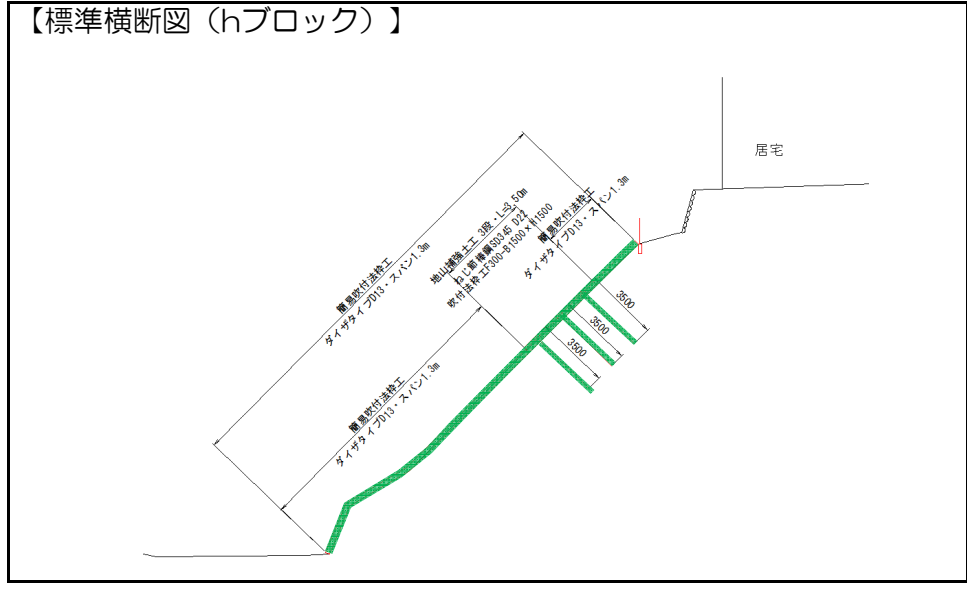 【標準横断図（hブロック）】
居宅
簡易吹付法枠工
ダイザタイプD13・スパン1.3m
地山補強土工 3段・L=3.50m
ねじ節棒鋼SD345 D22
吹付法枠工F300-B1500×H1500
簡易吹付法枠工
ダイザタイプD13・スパン1.3m
簡易吹付法枠工
ダイザタイプD13・スパン1.3m
3500
3500
3500